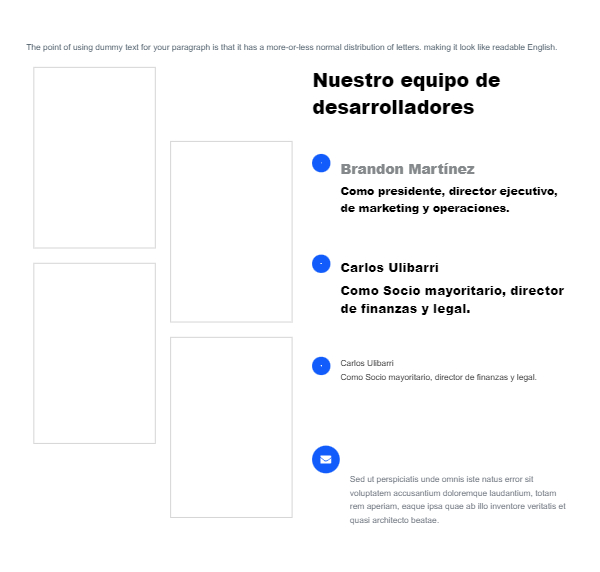 The point of using dummy text for your paragraph is that it has a more-or-less normal distribution of letters. making it look like readable English.
Nuestro equipo de
desarrolladores
Brandon Martínez
Como presidente, director ejecutivo,
de marketing y operaciones.
Carlos Ulibarri
Como Socio mayoritario, director
de finanzas y legal.
Carlos Ulibarri
Como Socio mayoritario, director de finanzas y legal.
Sed ut perspiciatis unde omnis iste natus error sit
voluptatem accusantium doloremque laudantium, totam
rem aperiam, eaque ipsa quae ab illo inventore veritatis et
quasi architecto beatae.